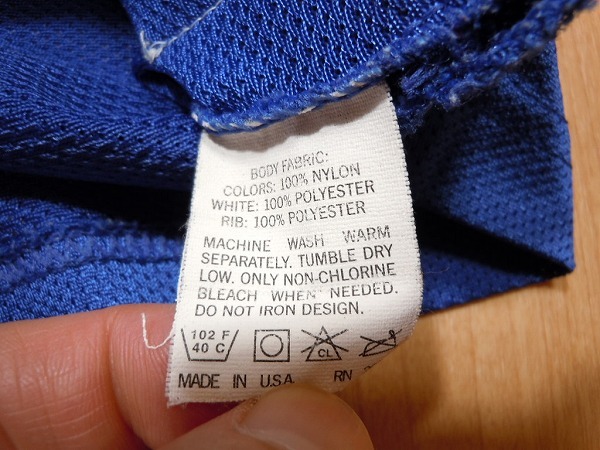 BODY FABRIC:
COLORS: 100% NYLON
WHITE: 100% POLYESTER
RIB: 100% POLYESTER
MACHINE WASH WARM
SEPARATELY. TUMBLE DRY
LOW. ONLY NON-CHLORINE
BLEACH WHEN NEEDED.
DO NOT IRON DESIGN.
102 F
40 C
CL
MADE IN U.S.A. RN